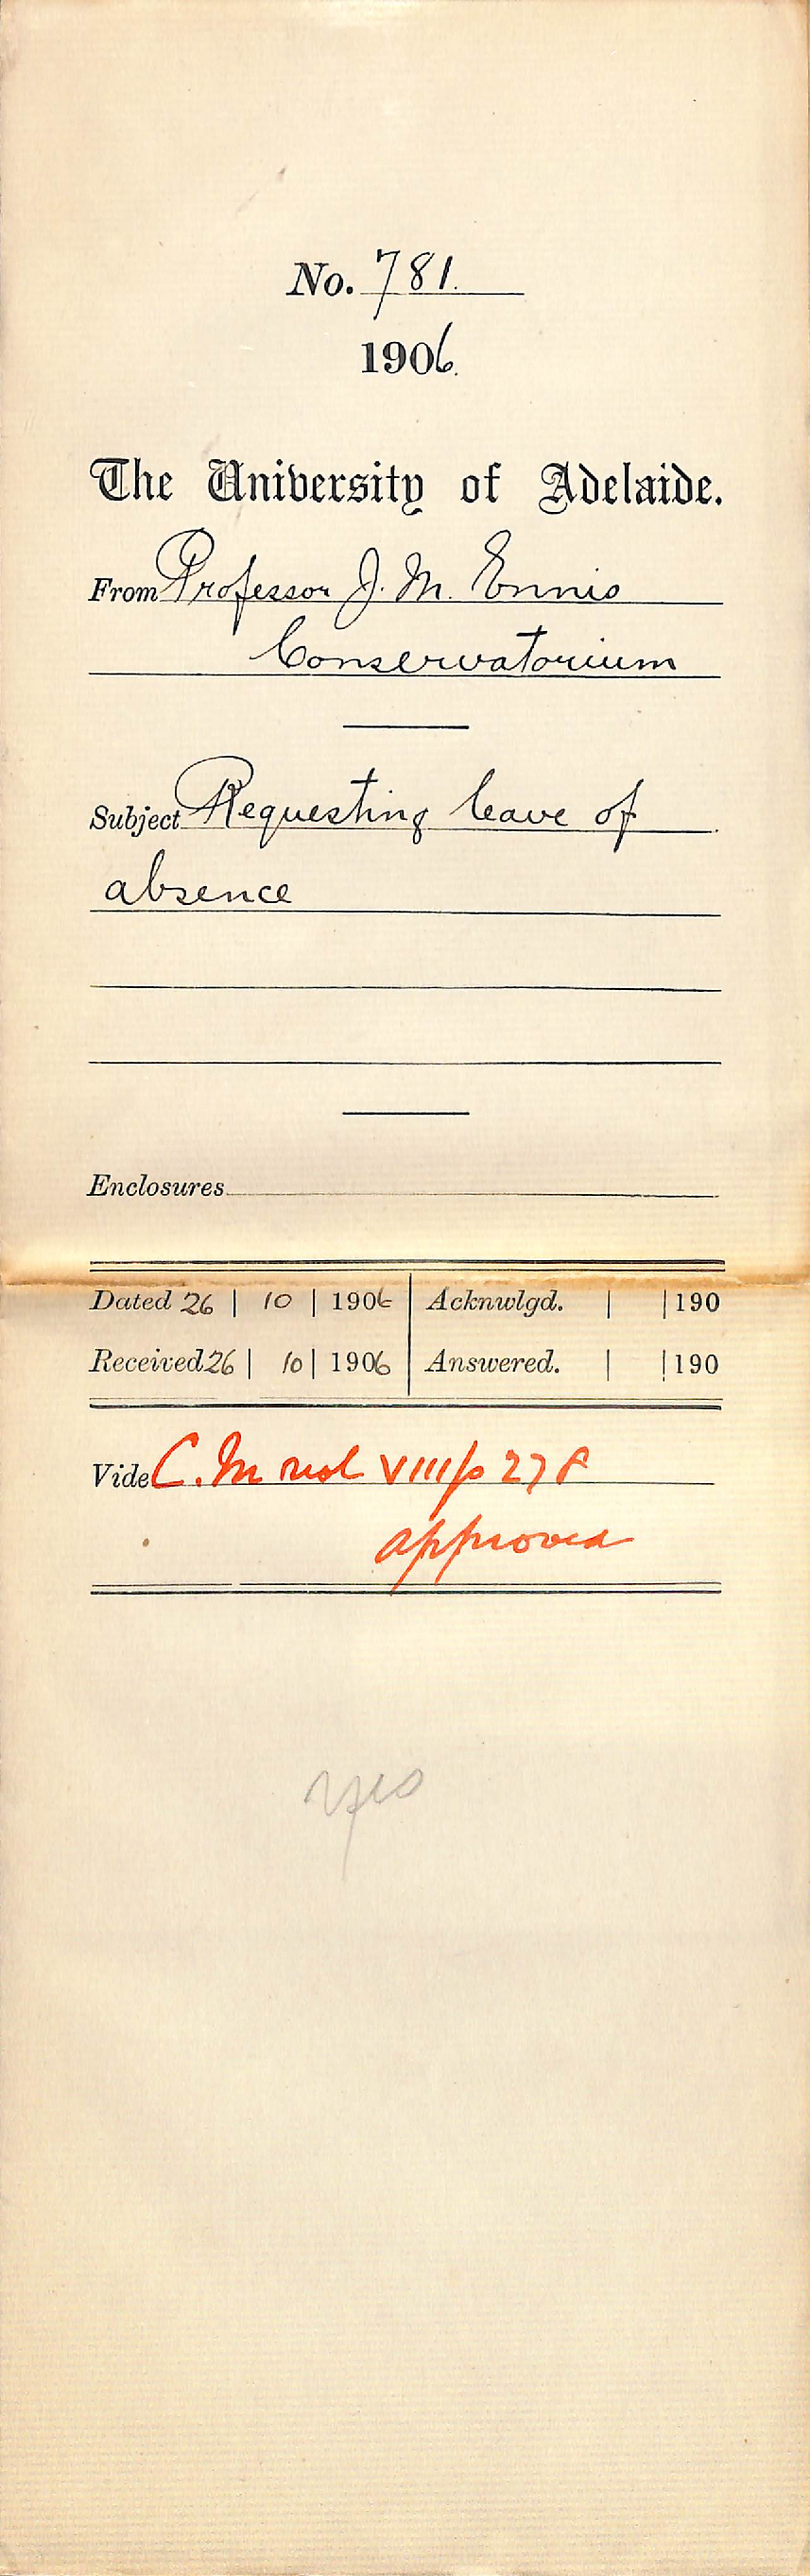 No. 781.
1906.
The University of Adelaide.
From Professor J. M. Ennis
Conservatorium
Subject Requesting leave of
absence
Enclosures
Dated 26 | 10 | 1906 Acknwlgd. | | 190
Received 26 | 10 | 1906 Answered. | | 190
Vide C. M vol VIII p 278
approved
yes